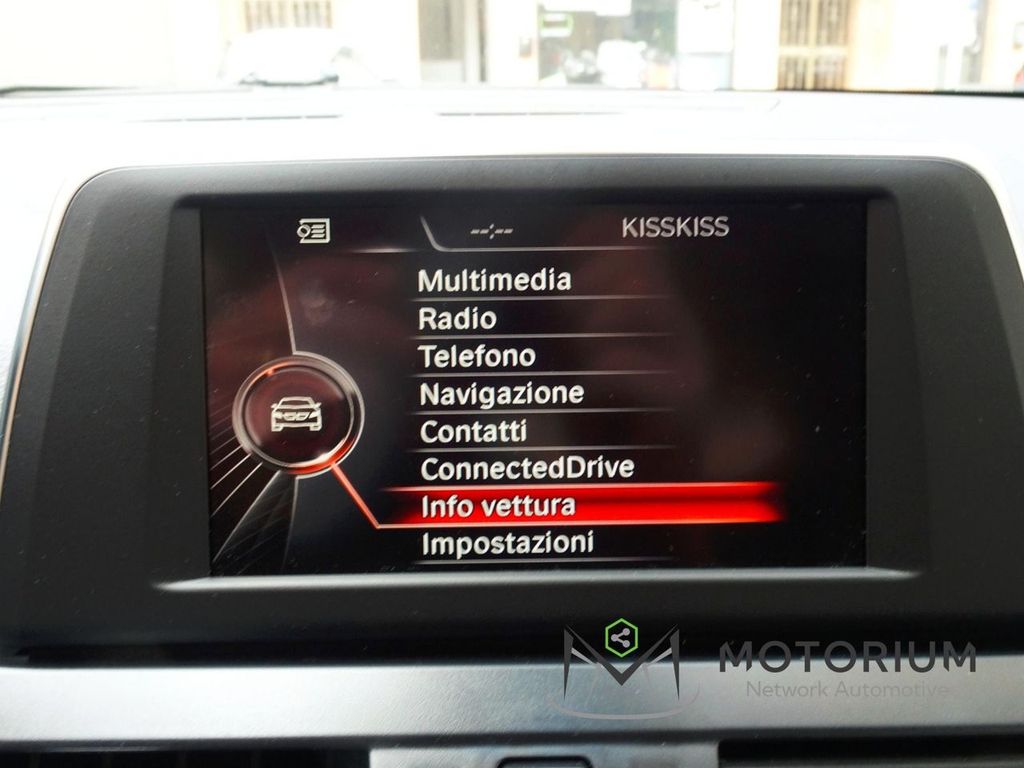 --:-- KISSKISS
Multimedia
Radio
Telefono
Navigazione
Contatti
ConnectedDrive
Info vettura
Impostazioni
MOTORIUM
Network Automotive